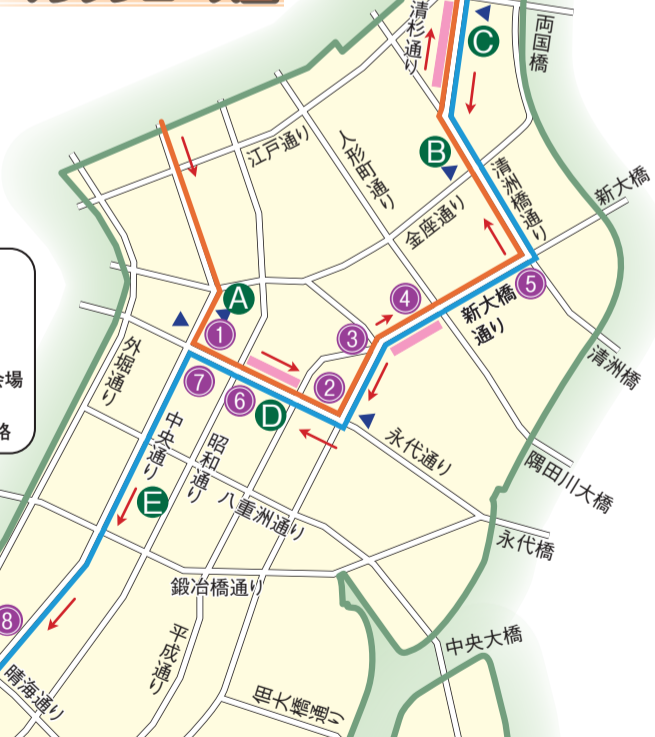 清杉通り
両国橋
C
江戸通り
人形町通り
B
清洲橋通り
新大橋
金座通り
A
④
⑤
新大橋通り
①
③
外堀通り
会場
②
清洲橋
⑦
⑥
D
中央通り
昭和通り
永代通り
路
隅田川大橋
E
八重洲通り
永代橋
鍛冶橋通り
⑧
平成通り
中央大橋
晴海通り
佃大橋通り